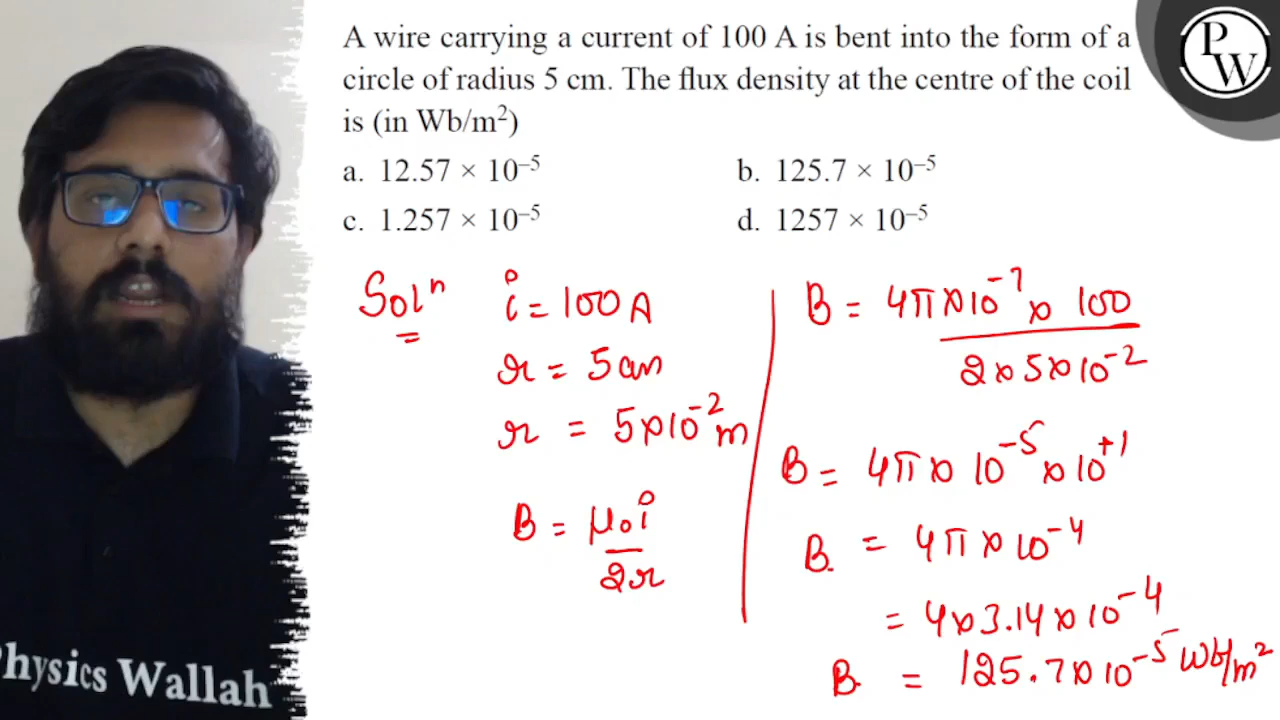 A wire carrying a current of 100 A is bent into the form of a
circle of radius 5 cm. The flux density at the centre of the coil
is (in Wb/m²)
a. 12.57 × 10⁻⁵
b. 125.7 × 10⁻⁵
c. 1.257 × 10⁻⁵
d. 1257 × 10⁻⁵
Solⁿ
i = 100 A
r = 5 cm
r = 5 × 10⁻² m
B = μ₀i / 2r
B = 4π × 10⁻⁷ × 100 / 2 × 5 × 10⁻²
B = 4π × 10⁻⁵ × 10⁺¹
B = 4π × 10⁻⁴
= 4 × 3.14 × 10⁻⁴
B = 125.7 × 10⁻⁵ Wb/m²
PW
Physics Wallah